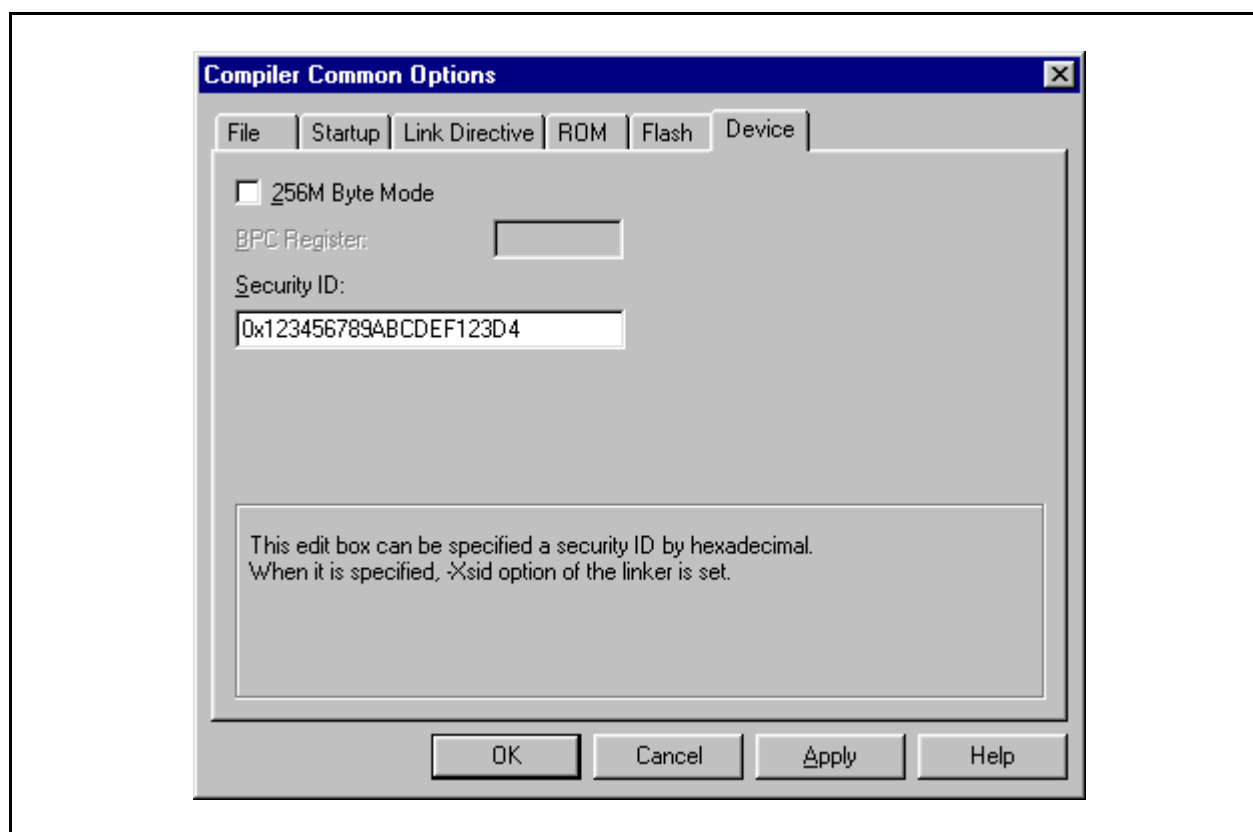 Compiler Common Options
File Startup Link Directive ROM Flash Device
256M Byte Mode
BPC Register:
Security ID:
0x123456789ABCDEF123D4
This edit box can be specified a security ID by hexadecimal.
When it is specified, -Xsid option of the linker is set.
OK Cancel Apply Help